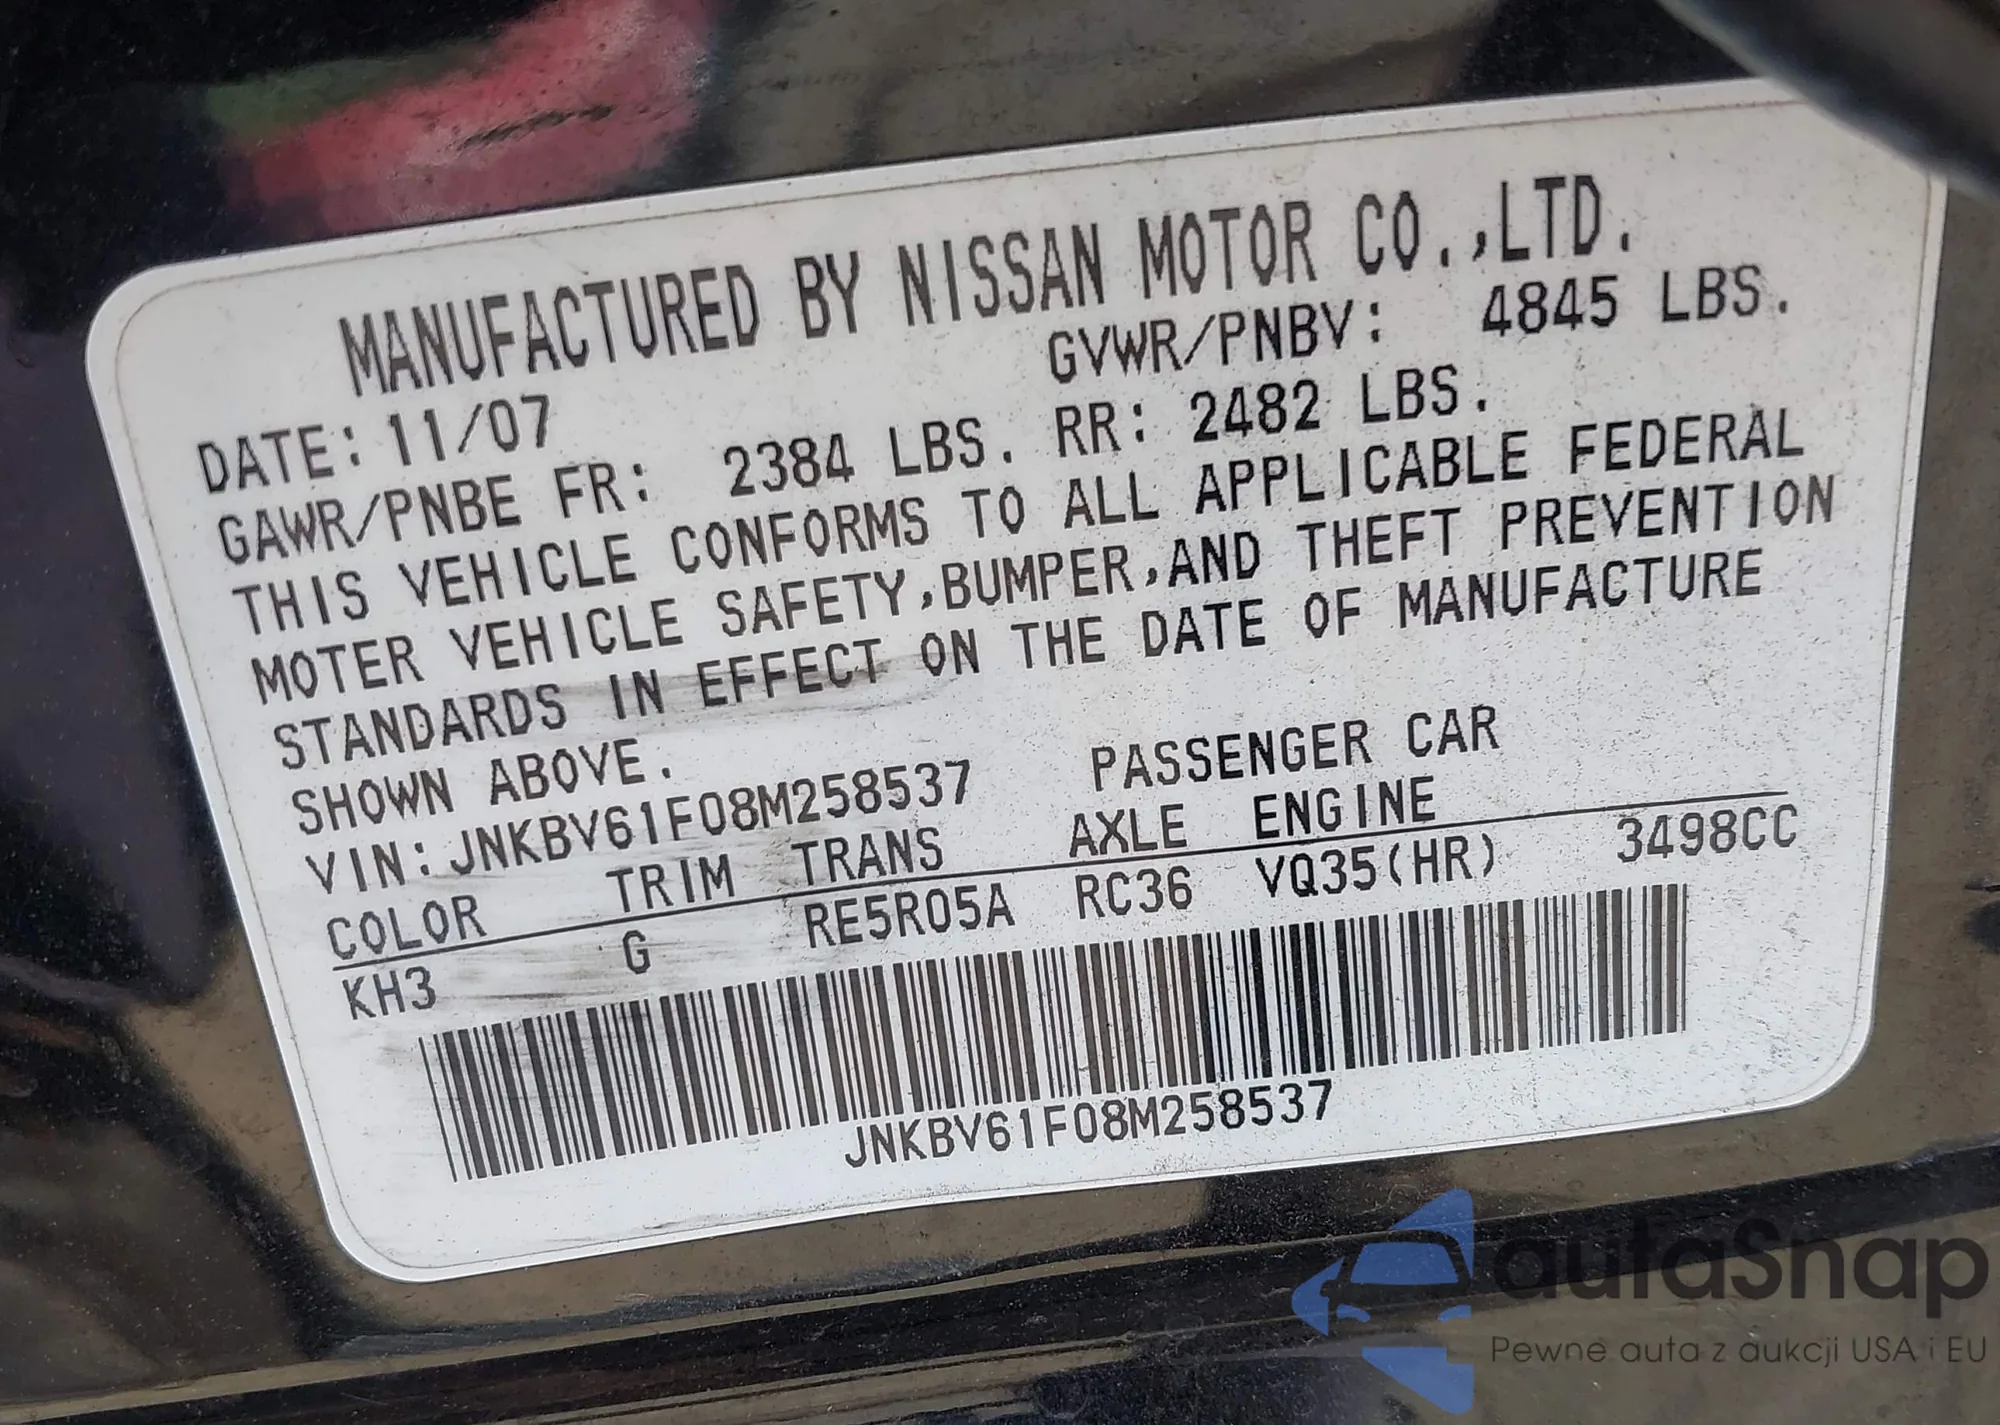 MANUFACTURED BY NISSAN MOTOR CO.,LTD.
DATE: 11/07 GVWR/PNBV: 4845 LBS.
GAWR/PNBE FR: 2384 LBS. RR: 2482 LBS.
THIS VEHICLE CONFORMS TO ALL APPLICABLE FEDERAL
MOTER VEHICLE SAFETY,BUMPER,AND THEFT PREVENTION
STANDARDS IN EFFECT ON THE DATE OF MANUFACTURE
SHOWN ABOVE.
VIN: JNKBV61F08M258537 PASSENGER CAR
COLOR TRIM TRANS AXLE ENGINE
KH3 G RE5R05A RC36 VQ35(HR) 3498CC
JNKBV61F08M258537
autaSnap
Pewne auta z aukcji USA i EU